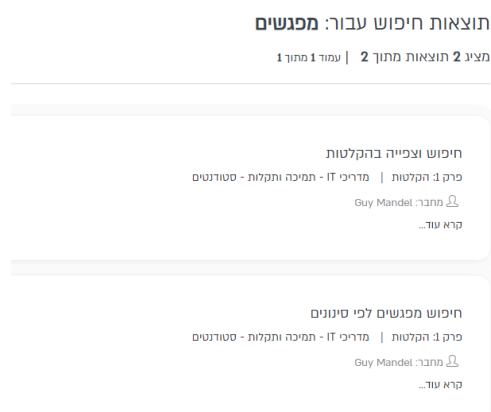 תוצאות חיפוש עבור: מפגשים
מציג 2 תוצאות מתוך 2 | עמוד 1 מתוך 1
חיפוש וצפייה בהקלטות
פרק 1: הקלטות | מדריכי IT - תמיכה ותקלות - סטודנטים
מחבר: Guy Mandel
קרא עוד...
חיפוש מפגשים לפי סינונים
פרק 1: הקלטות | מדריכי IT - תמיכה ותקלות - סטודנטים
מחבר: Guy Mandel
קרא עוד...